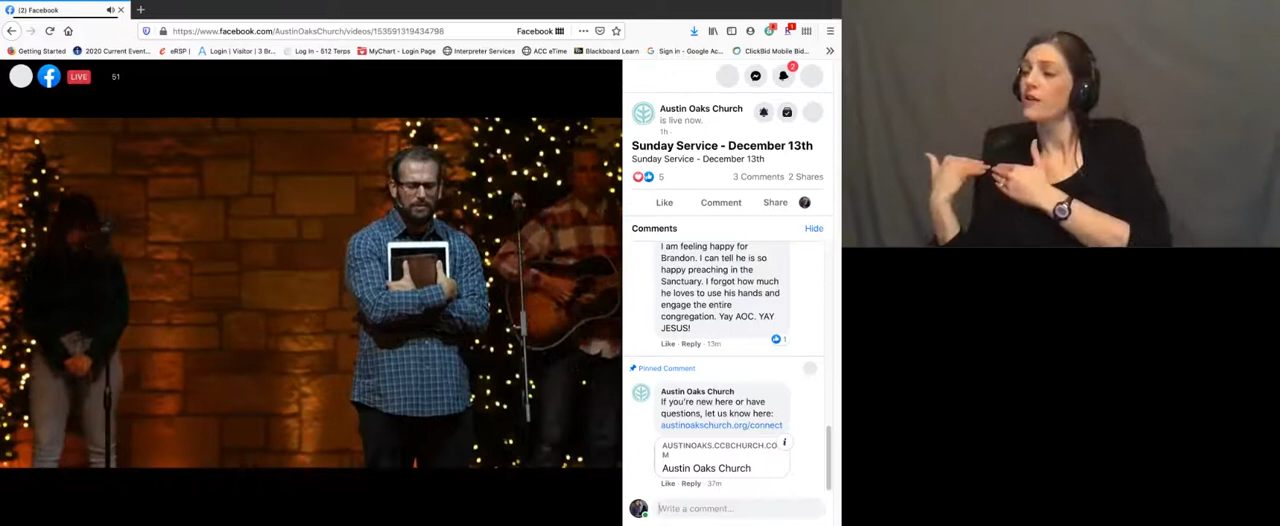 (2) Facebook
https://www.facebook.com/AustinOaksChurch/videos/153591319434798
Facebook
Getting Started
2020 Current Event...
eRSP |
Login | Visitor | 3 Br...
Log In - 512 Terps
MyChart - Login Page
Interpreter Services
ACC eTime
Bb
Blackboard Learn
Sign in - Google Ac...
ClickBid Mobile Bid...
LIVE
51
2
Austin Oaks Church
is live now.
1h ·
Sunday Service - December 13th
Sunday Service - December 13th
5
3 Comments 2 Shares
Like
Comment
Share
Comments
Hide
I am feeling happy for
Brandon. I can tell he is so
happy preaching in the
Sanctuary. I forgot how much
he loves to use his hands and
engage the entire
congregation. Yay AOC. YAY
JESUS!
1
Like · Reply · 13m
Pinned Comment
Austin Oaks Church
If you're new here or have
questions, let us know here:
austinoakschurch.org/connect
AUSTINOAKS.CCBCHURCH.CO
M
Austin Oaks Church
Like · Reply · 37m
Write a comment...